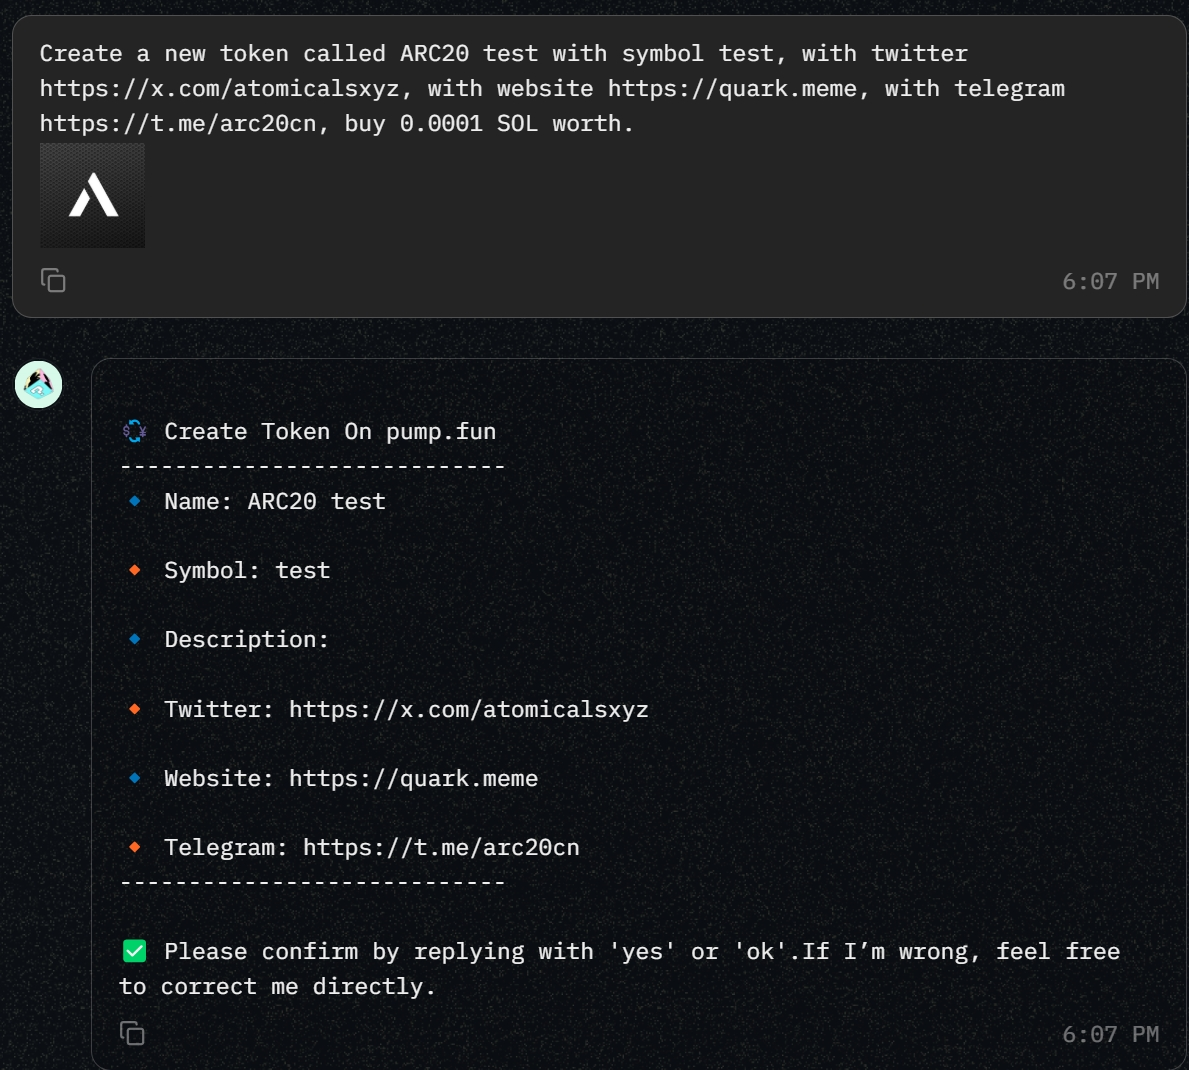 Create a new token called ARC20 test with symbol test, with twitter
https://x.com/atomicalsxyz, with website https://quark.meme, with telegram
https://t.me/arc20cn, buy 0.0001 SOL worth.
6:07 PM
Create Token On pump.fun
----------------------------
Name: ARC20 test
Symbol: test
Description:
Twitter: https://x.com/atomicalsxyz
Website: https://quark.meme
Telegram: https://t.me/arc20cn
----------------------------
✅ Please confirm by replying with 'yes' or 'ok'.If I’m wrong, feel free
to correct me directly.
6:07 PM